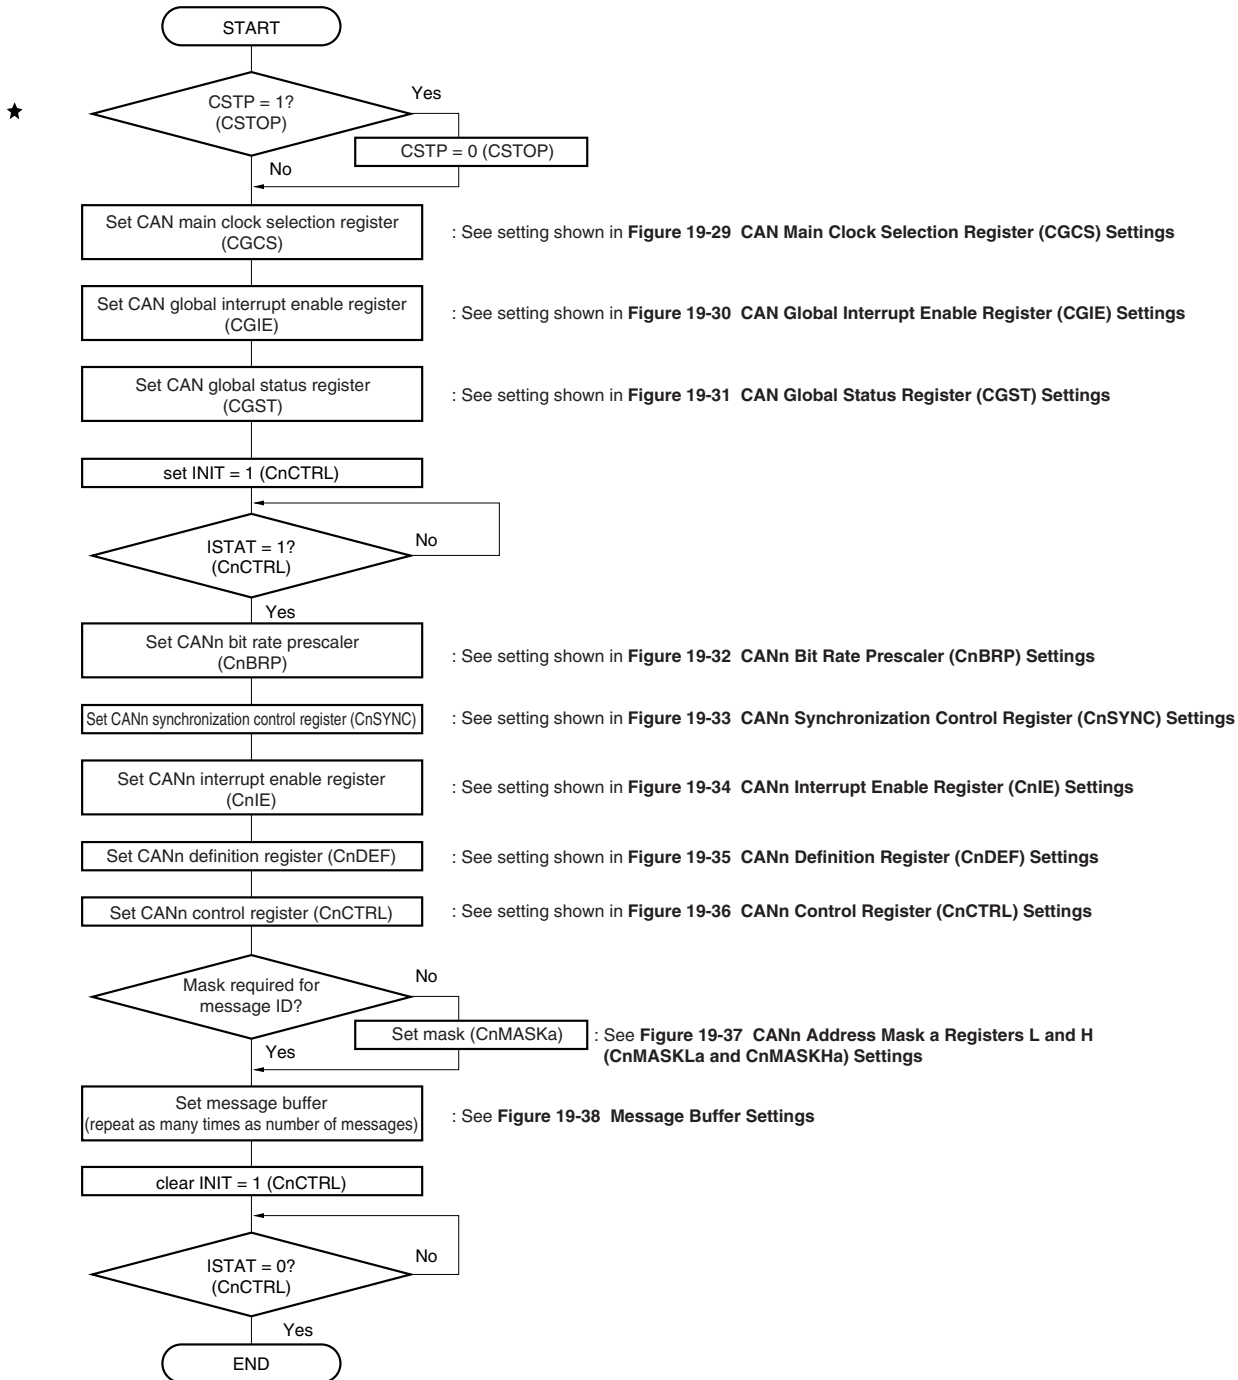 START
CSTP = 1?
(CSTOP)
Yes
★
CSTP = 0 (CSTOP)
No
Set CAN main clock selection register
(CGCS)
: See setting shown in Figure 19-29 CAN Main Clock Selection Register (CGCS) Settings
Set CAN global interrupt enable register
(CGIE)
: See setting shown in Figure 19-30 CAN Global Interrupt Enable Register (CGIE) Settings
Set CAN global status register
(CGST)
: See setting shown in Figure 19-31 CAN Global Status Register (CGST) Settings
set INIT = 1 (CnCTRL)
ISTAT = 1?
(CnCTRL)
No
Yes
Set CANn bit rate prescaler
(CnBRP)
: See setting shown in Figure 19-32 CANn Bit Rate Prescaler (CnBRP) Settings
Set CANn synchronization control register (CnSYNC)
: See setting shown in Figure 19-33 CANn Synchronization Control Register (CnSYNC) Settings
Set CANn interrupt enable register
(CnIE)
: See setting shown in Figure 19-34 CANn Interrupt Enable Register (CnIE) Settings
Set CANn definition register (CnDEF)
: See setting shown in Figure 19-35 CANn Definition Register (CnDEF) Settings
Set CANn control register (CnCTRL)
: See setting shown in Figure 19-36 CANn Control Register (CnCTRL) Settings
Mask required for
message ID?
No
Set mask (CnMASKa)
: See Figure 19-37 CANn Address Mask a Registers L and H
(CnMASKLa and CnMASKHa) Settings
Yes
Set message buffer
(repeat as many times as number of messages)
: See Figure 19-38 Message Buffer Settings
clear INIT = 1 (CnCTRL)
ISTAT = 0?
(CnCTRL)
No
Yes
END